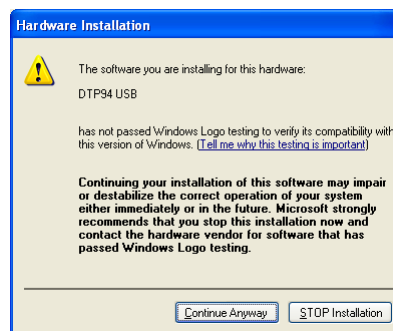 Hardware Installation
The software you are installing for this hardware:
DTP94 USB
has not passed Windows Logo testing to verify its compatibility with
this version of Windows. (Tell me why this testing is important)
Continuing your installation of this software may impair
or destabilize the correct operation of your system
either immediately or in the future. Microsoft strongly
recommends that you stop this installation now and
contact the hardware vendor for software that has
passed Windows Logo testing.
Continue Anyway STOP Installation